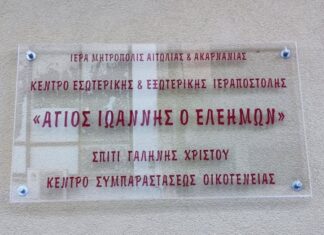 ΙΕΡΑ ΜΗΤΡΟΠΟΛΙΣ ΑΙΤΩΛΙΑΣ & ΑΚΑΡΝΑΝΙΑΣ
ΚΕΝΤΡΟ ΕΣΩΤΕΡΙΚΗΣ & ΕΞΩΤΕΡΙΚΗΣ ΙΕΡΑΠΟΣΤΟΛΗΣ
«ΑΓΙΟΣ ΙΩΑΝΝΗΣ Ο ΕΛΕΗΜΩΝ»
ΣΠΙΤΙ ΓΑΛΗΝΗΣ ΧΡΙΣΤΟΥ
ΚΕΝΤΡΟ ΣΥΜΠΑΡΑΣΤΑΣΕΩΣ ΟΙΚΟΓΕΝΕΙΑΣ